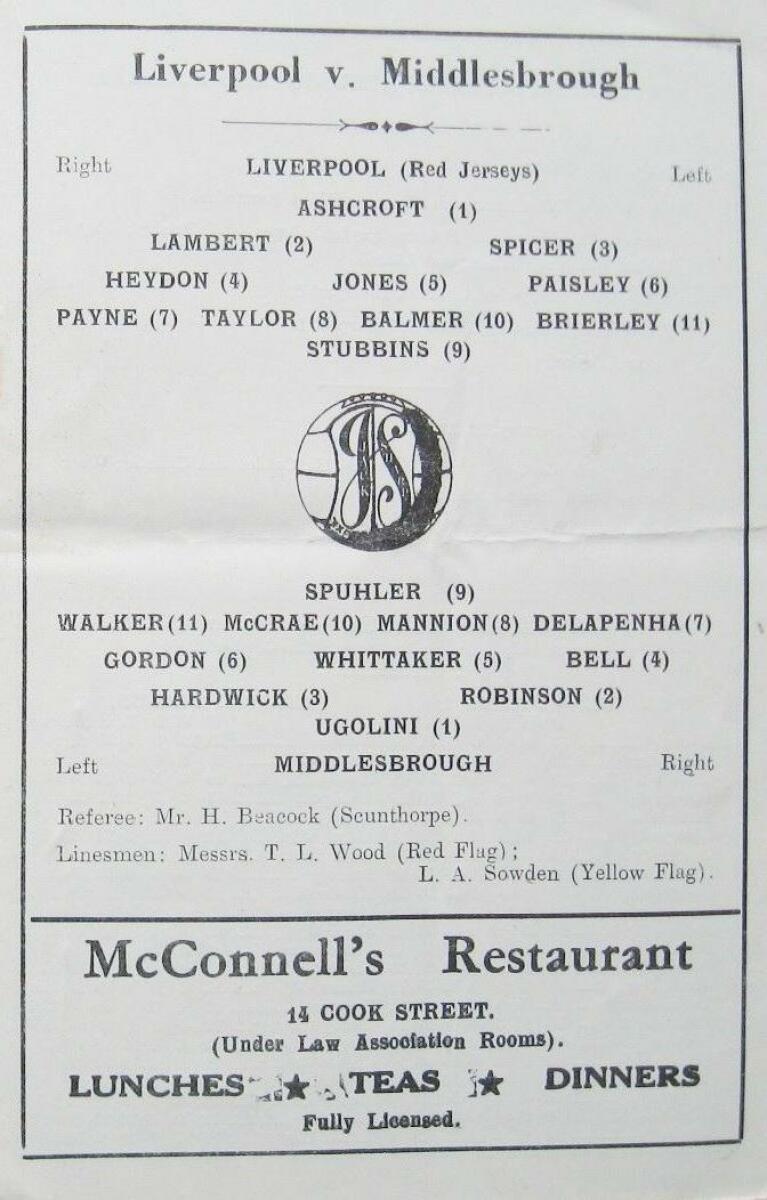 Liverpool v. Middlesbrough
Right LIVERPOOL (Red Jerseys) Left
ASHCROFT (1)
LAMBERT (2) SPICER (3)
HEYDON (4) JONES (5) PAISLEY (6)
PAYNE (7) TAYLOR (8) BALMER (10) BRIERLEY (11)
STUBBINS (9)
SPUHLER (9)
WALKER (11) McCRAE (10) MANNION (8) DELAPENHA (7)
GORDON (6) WHITTAKER (5) BELL (4)
HARDWICK (3) ROBINSON (2)
UGOLINI (1)
Left MIDDLESBROUGH Right
Referee: Mr. H. Beacock (Scunthorpe).
Linesmen: Messrs. T. L. Wood (Red Flag);
L. A. Sowden (Yellow Flag).
McConnell's Restaurant
14 COOK STREET.
(Under Law Association Rooms).
LUNCHES ★ TEAS ★ DINNERS
Fully Licensed.